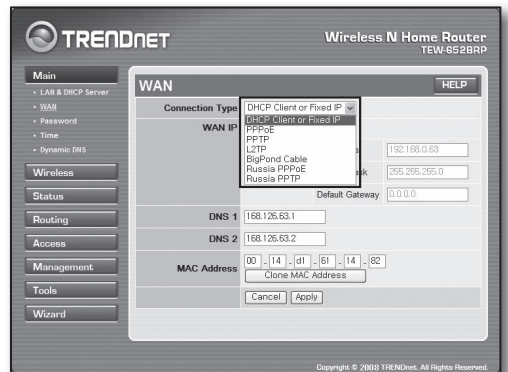 TRENDNET
Wireless N Home Router
TEW-652BRP
Main
• LAN & DHCP Server
• WAN
• Password
• Time
• Dynamic DNS
Wireless
Status
Routing
Access
Management
Tools
Wizard
WAN
HELP
Connection Type DHCP Client or Fixed IP
DHCP Client or Fixed IP
PPPoE
PPTP
L2TP
BigPond Cable
Russia PPPoE
Russia PPTP
WAN IP
192.168.0.63
255.255.255.0
Default Gateway 0.0.0.0
DNS 1 168.126.63.1
DNS 2 168.126.63.2
MAC Address 00 - 14 - d1 - 61 - 14 - 82
Clone MAC Address
Cancel Apply
Copyright © 2008 TRENDnet. All Rights Reserved.